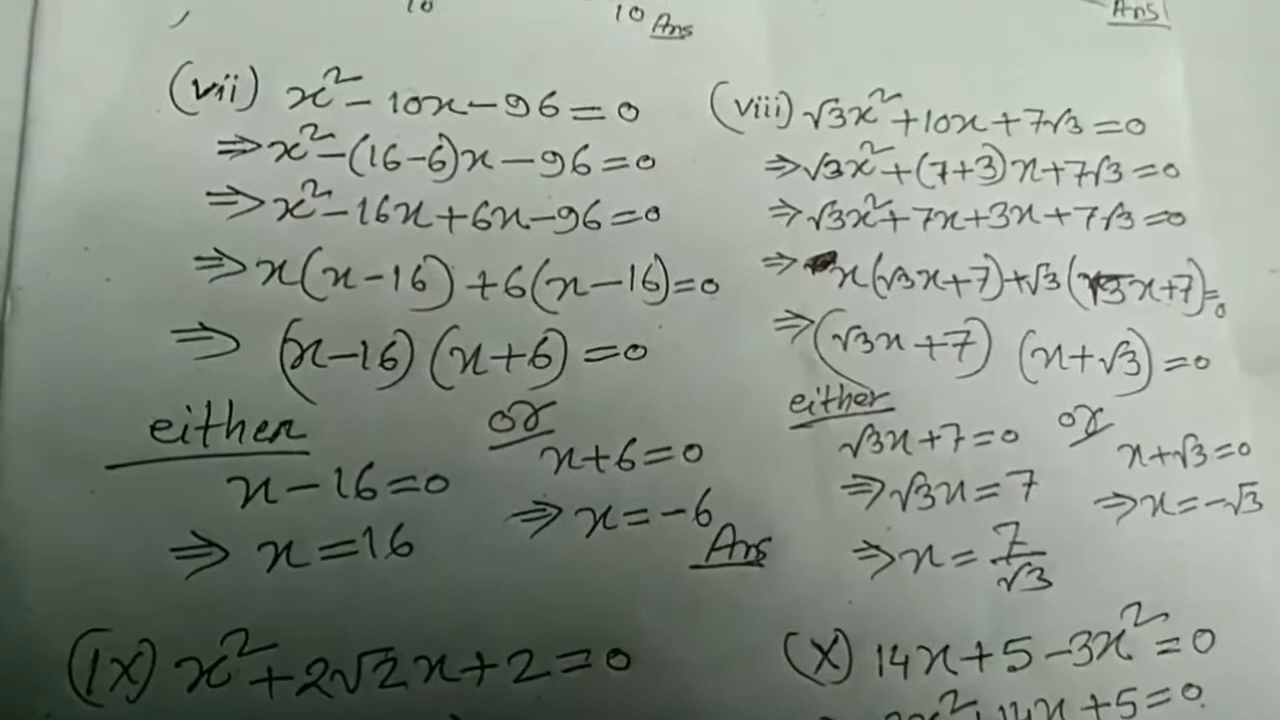 10
10 Ans
Ans
(vii) x² - 10x - 96 = 0
⇒ x² - (16-6)x - 96 = 0
⇒ x² - 16x + 6x - 96 = 0
⇒ x(x-16) + 6(x-16) = 0
⇒ (x-16) (x+6) = 0
either
x - 16 = 0
⇒ x = 16
or
x + 6 = 0
⇒ x = -6
Ans
(viii) √3x² + 10x + 7√3 = 0
⇒ √3x² + (7+3)x + 7√3 = 0
⇒ √3x² + 7x + 3x + 7√3 = 0
⇒ x(√3x+7) + √3(√3x+7) = 0
⇒ (√3x+7) (x+√3) = 0
either
√3x + 7 = 0
⇒ √3x = 7
⇒ x = 7/√3
or
x + √3 = 0
⇒ x = -√3
(ix) x² + 2√2x + 2 = 0
(x) 14x + 5 - 3x² = 0
14x + 5 = 0